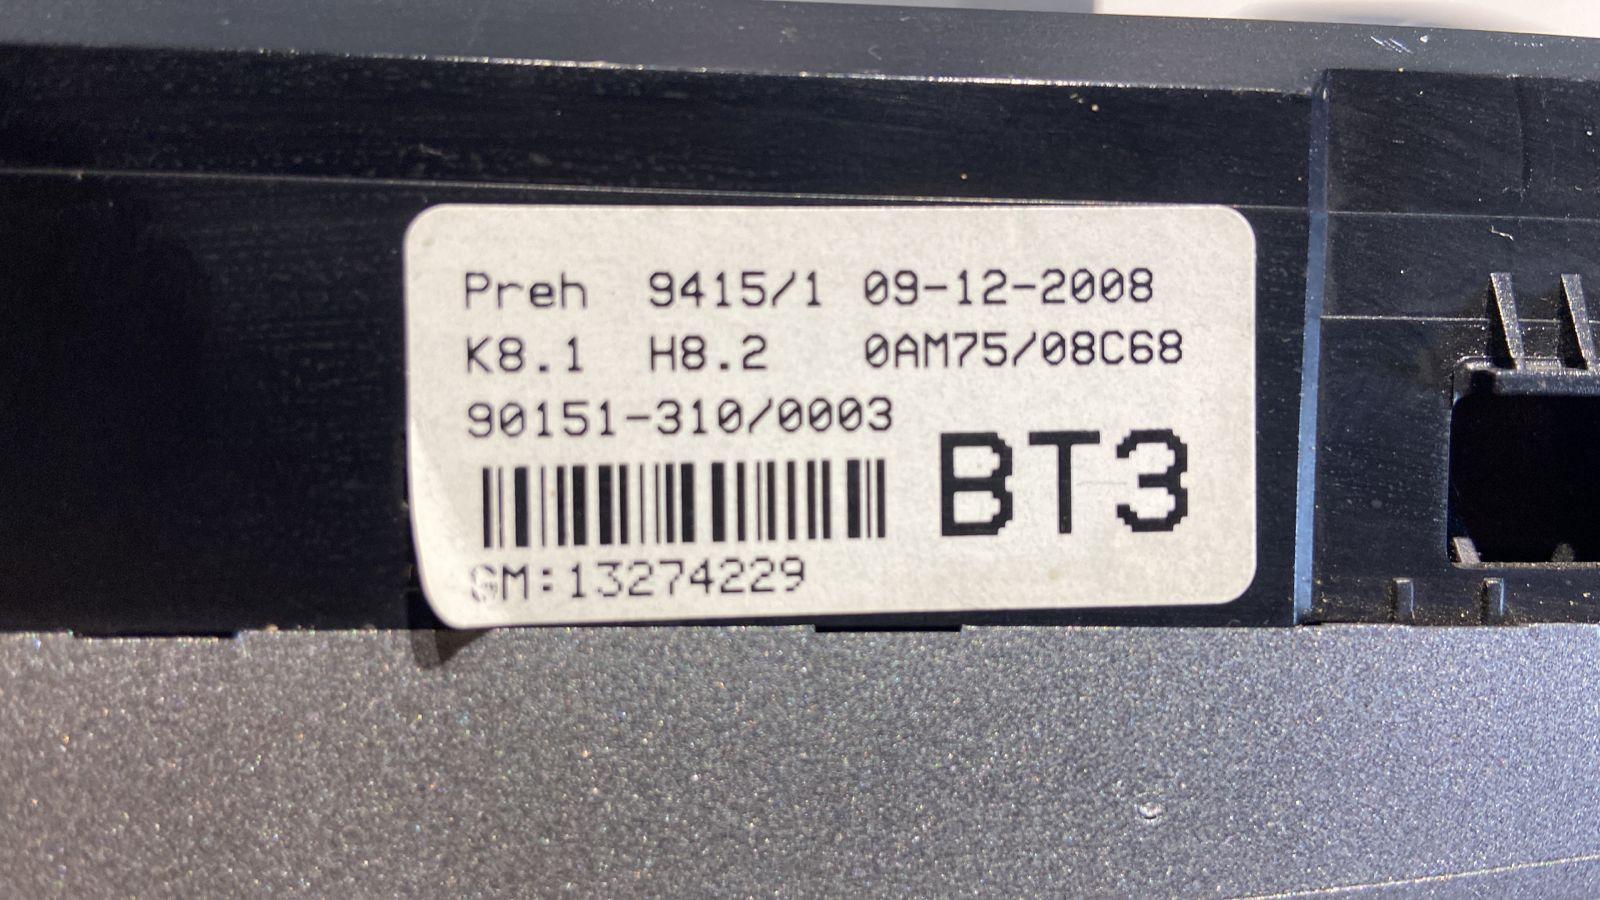 Preh 9415/1 09-12-2008
K8.1 H8.2 0AM75/08C68
90151-310/0003
BT3
GM:13274229